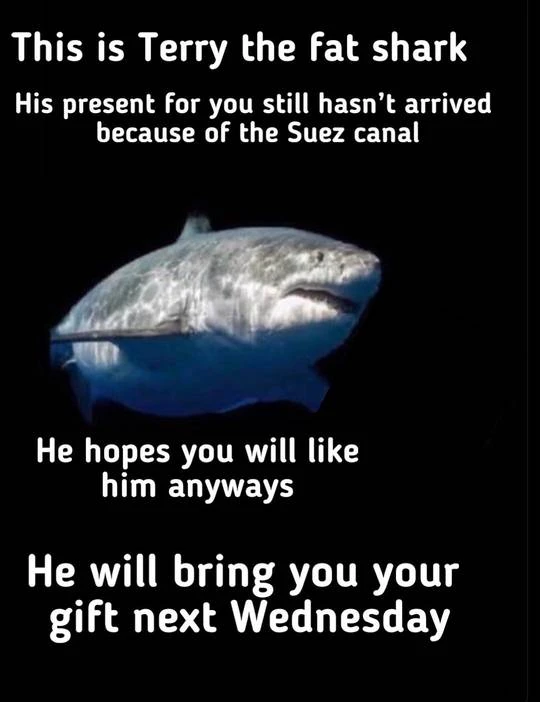 This is Terry the fat shark
His present for you still hasn't arrived
because of the Suez canal
He hopes you will like
him anyways
He will bring you your
gift next Wednesday